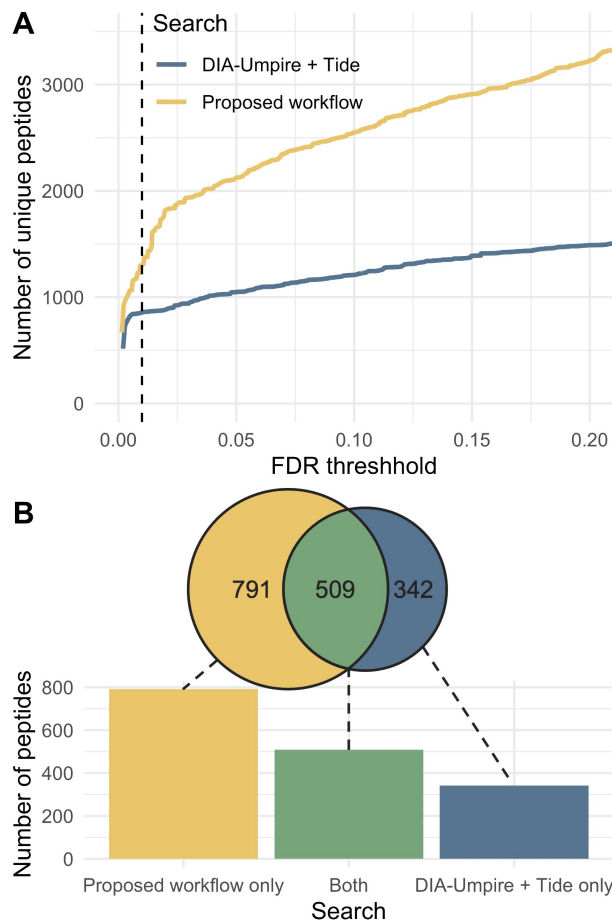 A
Search
DIA-Umpire + Tide
Proposed workflow
Number of unique peptides
3000
2000
1000
0
0.00 0.05 0.10 0.15 0.20
FDR threshhold
B
791 509 342
Number of peptides
800
600
400
200
0
Proposed workflow only Both DIA-Umpire + Tide only
Search